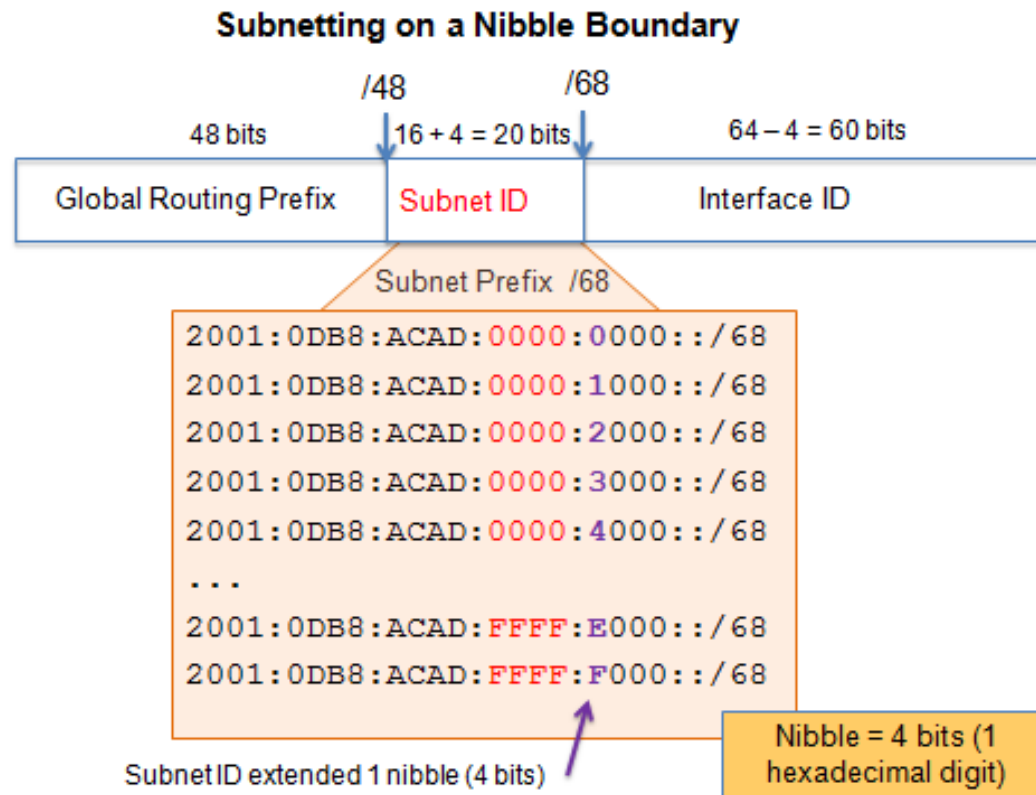 Subnetting on a Nibble Boundary
/48 /68
48 bits 16 + 4 = 20 bits 64 – 4 = 60 bits
Global Routing Prefix Subnet ID Interface ID
Subnet Prefix /68
2001:0DB8:ACAD:0000:0000::/68
2001:0DB8:ACAD:0000:1000::/68
2001:0DB8:ACAD:0000:2000::/68
2001:0DB8:ACAD:0000:3000::/68
2001:0DB8:ACAD:0000:4000::/68
...
2001:0DB8:ACAD:FFFF:E000::/68
2001:0DB8:ACAD:FFFF:F000::/68
Subnet ID extended 1 nibble (4 bits)
Nibble = 4 bits (1
hexadecimal digit)